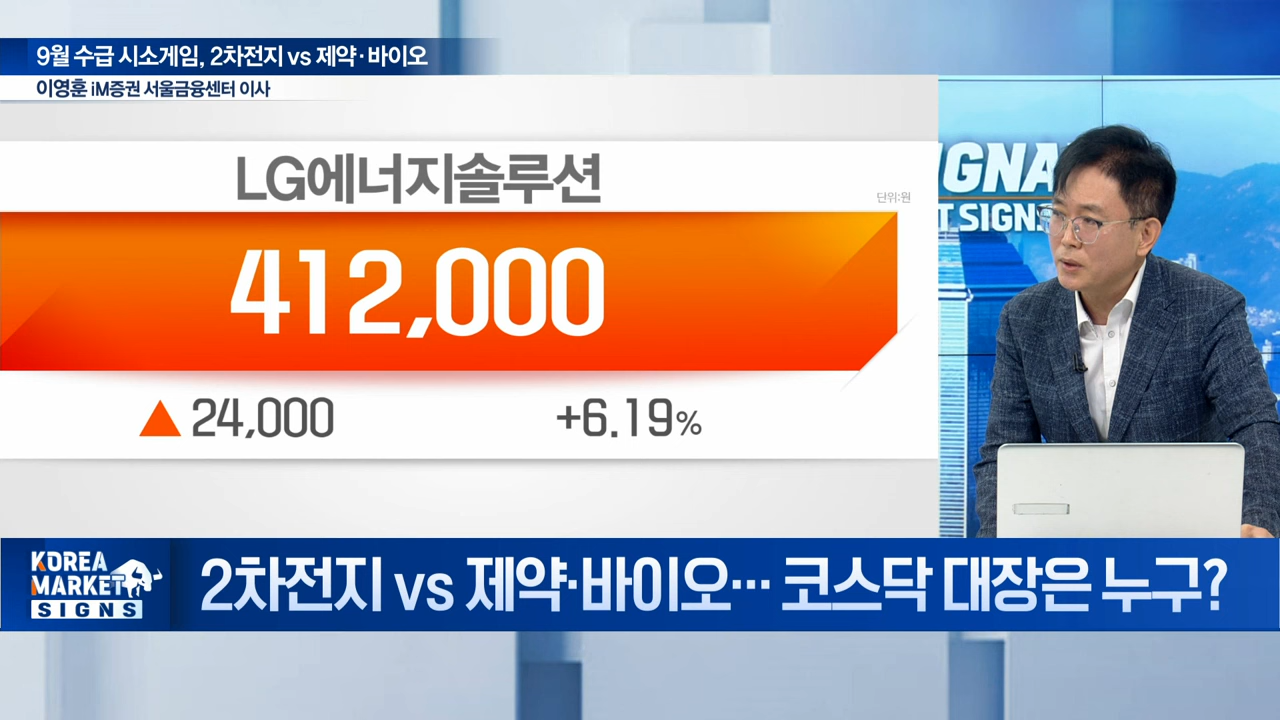 9월 수급 시소게임, 2차전지 vs 제약·바이오
이영훈 iM증권 서울금융센터 이사
LG에너지솔루션
단위:원
412,000
▲ 24,000 +6.19%
IGNA
T SIGN
KOREA
MARKET
SIGNS
2차전지 vs 제약·바이오… 코스닥 대장은 누구?